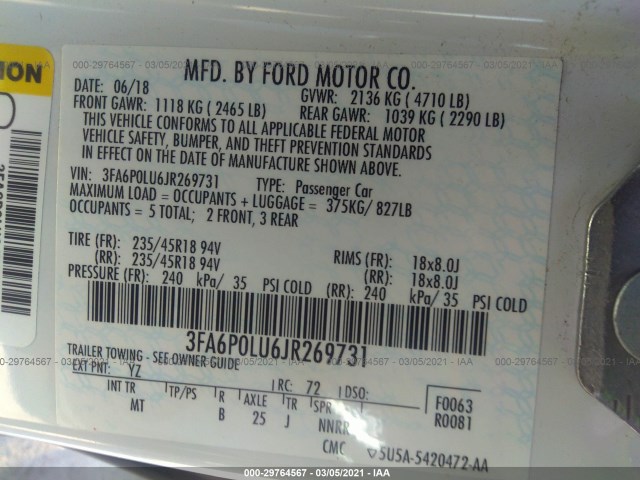 000-29764567 - 03/05/2021 - IAA
MFD. BY FORD MOTOR CO.
DATE: 06/18
GVWR: 2136 KG ( 4710 LB)
FRONT GAWR: 1118 KG ( 2465 LB)
REAR GAWR: 1039 KG ( 2290 LB)
THIS VEHICLE CONFORMS TO ALL APPLICABLE FEDERAL MOTOR
VEHICLE SAFETY, BUMPER, AND THEFT PREVENTION STANDARDS
IN EFFECT ON THE DATE OF MANUFACTURE SHOWN ABOVE.
VIN: 3FA6P0LU6JR269731
TYPE: Passenger Car
MAXIMUM LOAD = OCCUPANTS + LUGGAGE = 375KG/ 827LB
OCCUPANTS = 5 TOTAL; 2 FRONT, 3 REAR
TIRE (FR): 235/45R18 94V
RIMS (FR): 18x8.0J
(RR): 235/45R18 94V
(RR): 18x8.0J
PRESSURE (FR): 240 kPa/ 35 PSI COLD
(RR): 240 kPa/ 35 PSI COLD
3FA6P0LU6JR269731
TRAILER TOWING - SEE OWNER GUIDE
EXT PNT: YZ
RC: 72
DSO:
INT TR
TP/PS
R
AXLE
TR
SPR
F0063
MT
B
25
J
NNRR
R0081
CMC
5U5A-5420472-AA
000-29764567 - 03/05/2021 - IAA